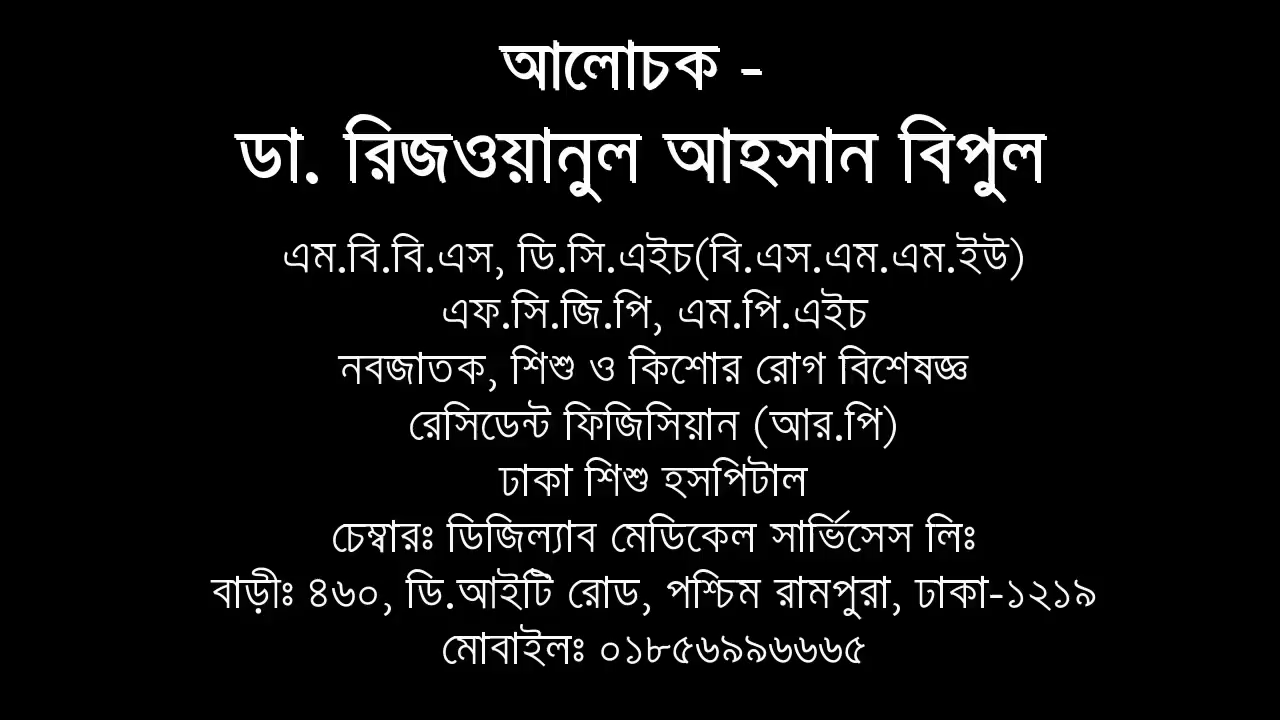 আলোচক -
ডা. রিজওয়ানুল আহসান বিপুল
এম.বি.বি.এস, ডি.সি.এইচ(বি.এস.এম.এম.ইউ)
এফ.সি.জি.পি, এম.পি.এইচ
নবজাতক, শিশু ও কিশোর রোগ বিশেষজ্ঞ
রেসিডেন্ট ফিজিসিয়ান (আর.পি)
ঢাকা শিশু হসপিটাল
চেম্বারঃ ডিজিল্যাব মেডিকেল সার্ভিসেস লিঃ
বাড়ীঃ ৪৬০, ডি.আইটি রোড, পশ্চিম রামপুরা, ঢাকা-১২১৯
মোবাইলঃ ০১৮৫৬৯৯৬৬৬৫